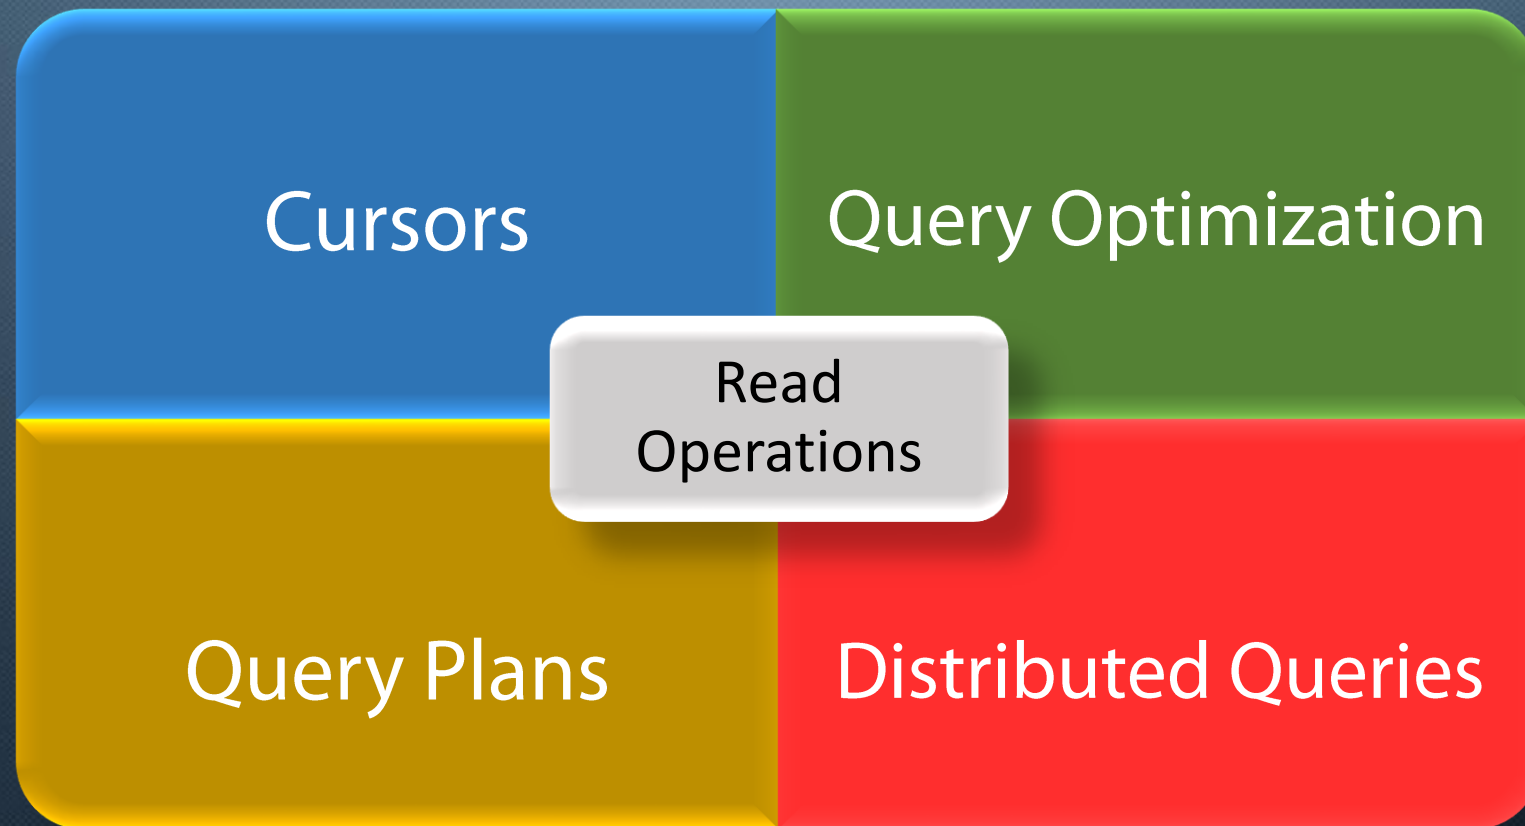 Cursors
Query Optimization
Read
Operations
Query Plans
Distributed Queries